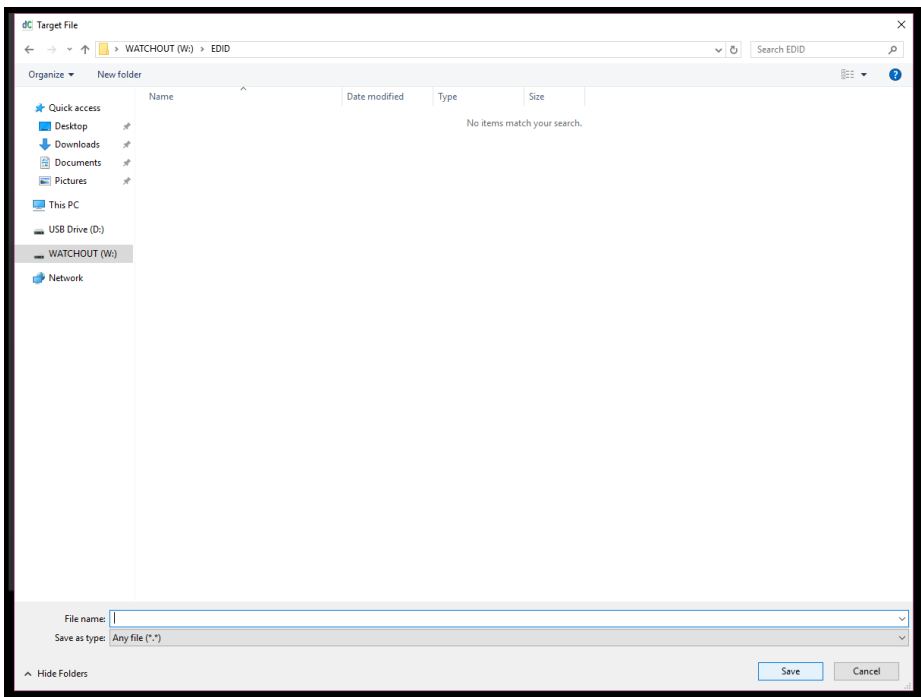 dC Target File
WATCHOUT (W:) EDID
Search EDID
Organize New folder
?
Name Date modified Type Size
No items match your search.
Quick access
Desktop
Downloads
Documents
Pictures
This PC
USB Drive (D:)
WATCHOUT (W:)
Network
File name:
Save as type: Any file (*.*)
Hide Folders
Save Cancel